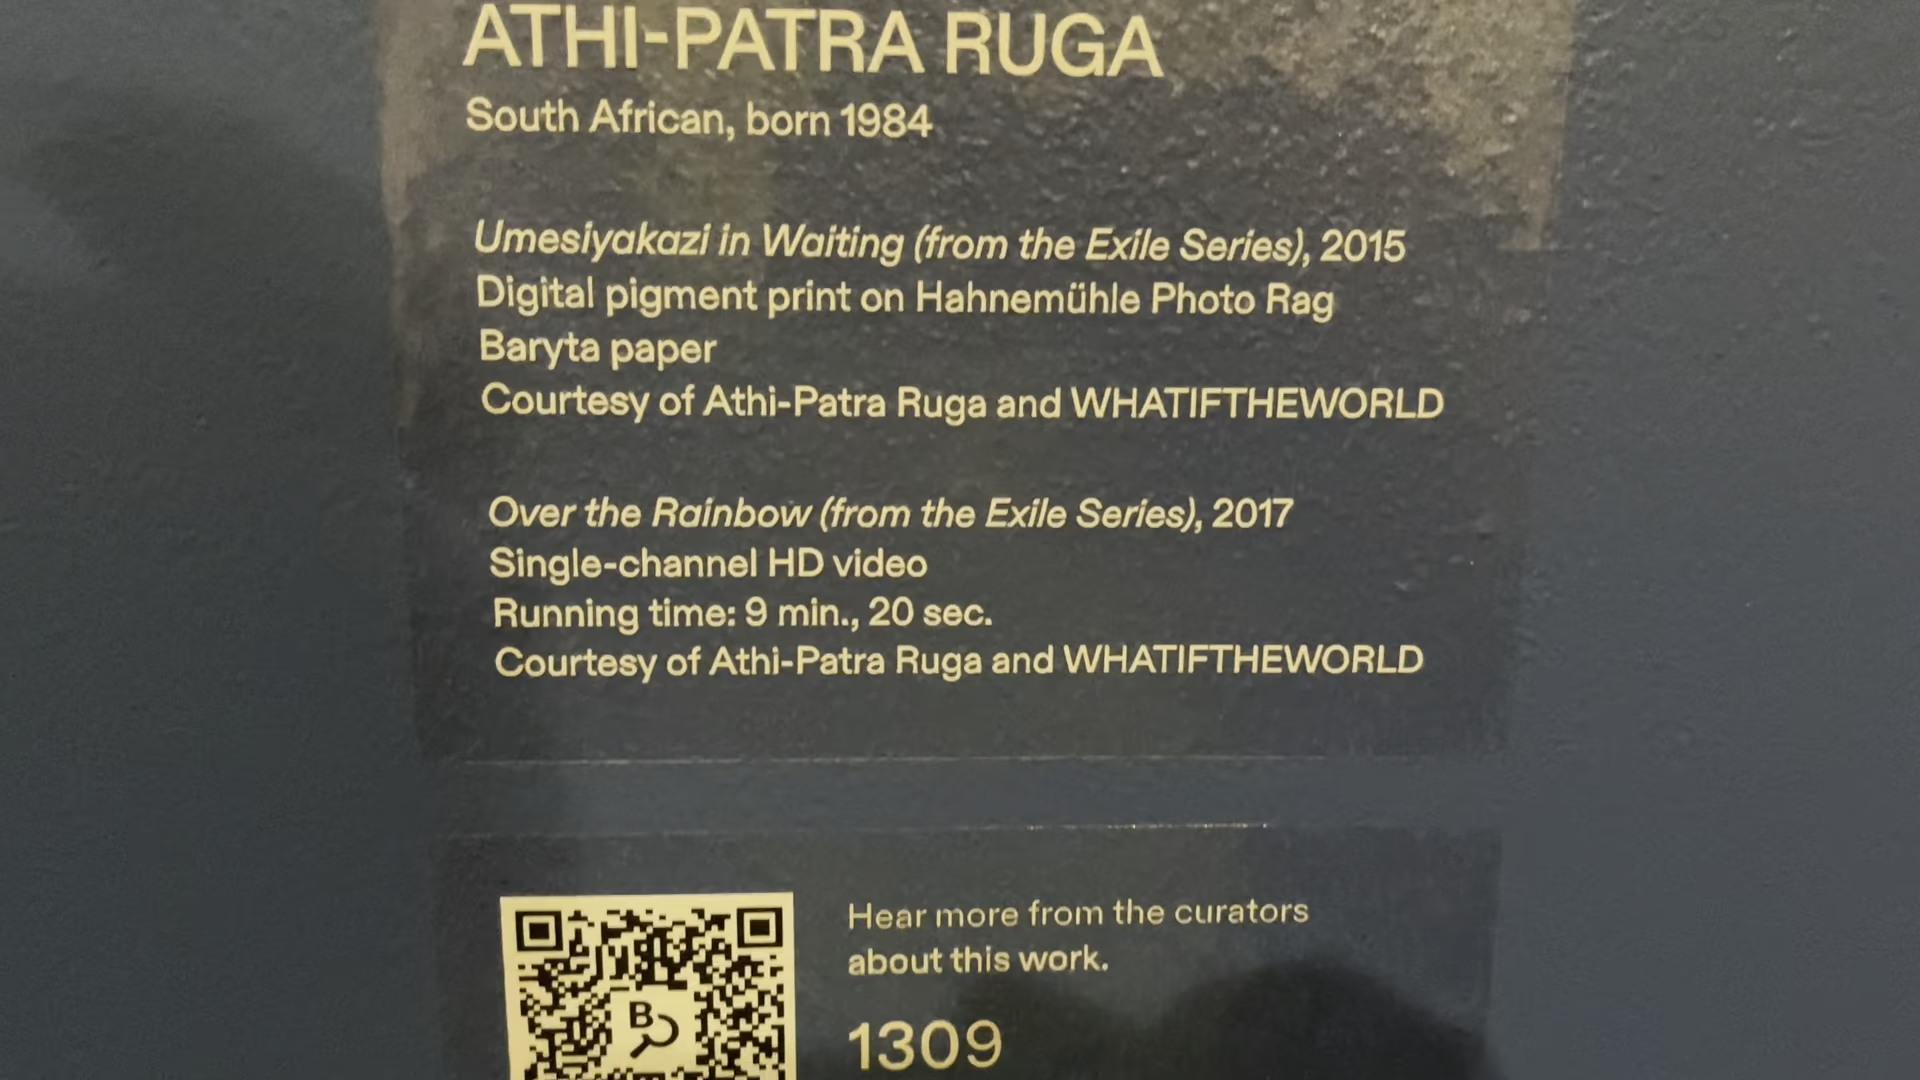 ATHI-PATRA RUGA
South African, born 1984
Umesiyakazi in Waiting (from the Exile Series), 2015
Digital pigment print on Hahnemühle Photo Rag
Baryta paper
Courtesy of Athi-Patra Ruga and WHATIFTHEWORLD
Over the Rainbow (from the Exile Series), 2017
Single-channel HD video
Running time: 9 min., 20 sec.
Courtesy of Athi-Patra Ruga and WHATIFTHEWORLD
Hear more from the curators
about this work.
B
1309